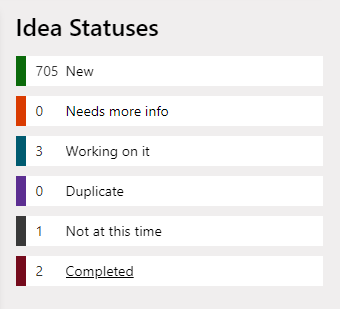 Idea Statuses
705 New
0 Needs more info
3 Working on it
0 Duplicate
1 Not at this time
2 Completed